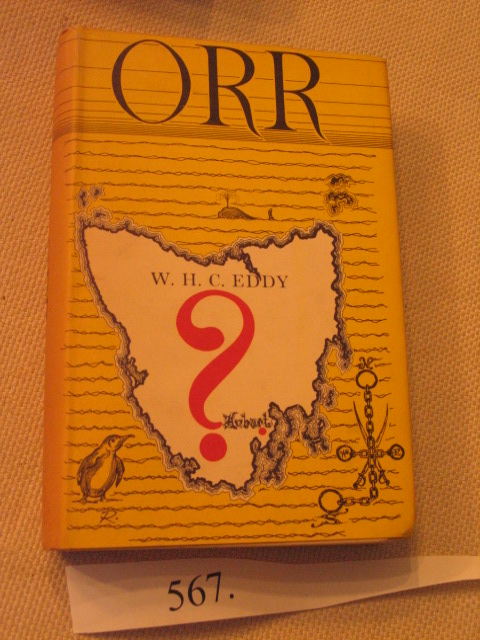 ORR
W. H. C. EDDY
Hobart
R.
567.